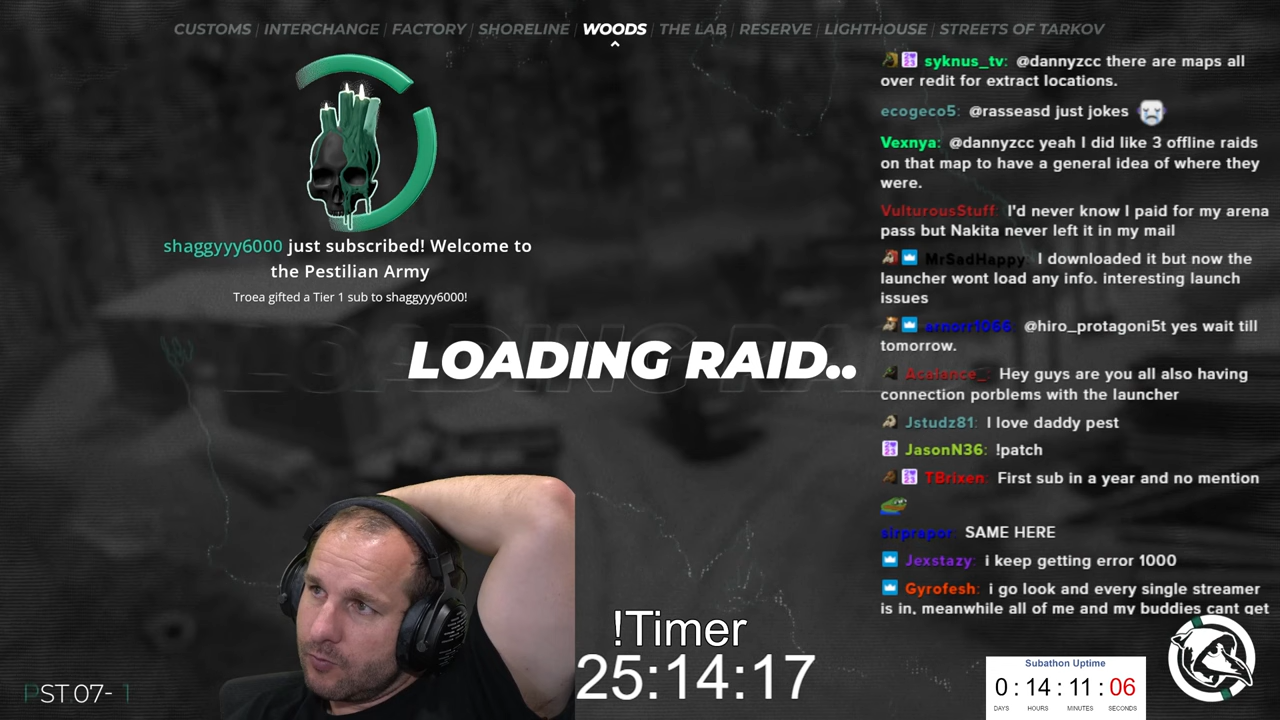 CUSTOMS | INTERCHANGE | FACTORY | SHORELINE | WOODS | THE LAB | RESERVE | LIGHTHOUSE | STREETS OF TARKOV
shaggyyy6000 just subscribed! Welcome to
the Pestilian Army
Troea gifted a Tier 1 sub to shaggyyy6000!
LOADING RAID..
syknus_tv: @dannyzcc there are maps all
over redit for extract locations.
ecogeco5: @rasseasd just jokes
Vexnya: @dannyzcc yeah I did like 3 offline raids
on that map to have a general idea of where they
were.
VulturousStuff: I'd never know I paid for my arena
pass but Nakita never left it in my mail
MrSadHappy: I downloaded it but now the
launcher wont load any info. interesting launch
issues
arnorr1066: @hiro_protagoni5t yes wait till
tomorrow.
Acelance_: Hey guys are you all also having
connection porblems with the launcher
Jstudz81: I love daddy pest
JasonN36: !patch
TBrixen: First sub in a year and no mention
sirprapor: SAME HERE
Jexstazy: i keep getting error 1000
Gyrofesh: i go look and every single streamer
is in, meanwhile all of me and my buddies cant get
!Timer
25:14:17
Subathon Uptime
0 : 14 : 11 : 06
DAYS HOURS MINUTES SECONDS
PST 07- 1